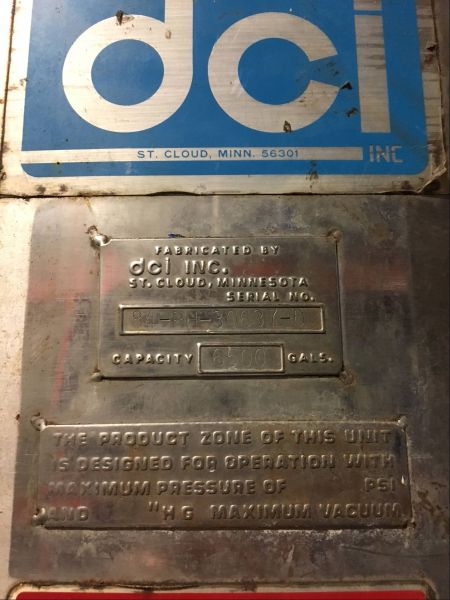 dci
ST. CLOUD, MINN. 56301 INC
FABRICATED BY
dci INC.
ST. CLOUD, MINNESOTA
SERIAL NO.
CAPACITY 6500 GALS.
THE PRODUCT ZONE OF THIS UNIT
IS DESIGNED FOR OPERATION WITH
MAXIMUM PRESSURE OF PSI
AND "HG MAXIMUM VACUUM